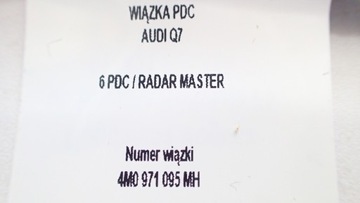 WIĄZKA PDC
AUDI Q7
6 PDC / RADAR MASTER
Numer wiązki
4M0 971 095 MH